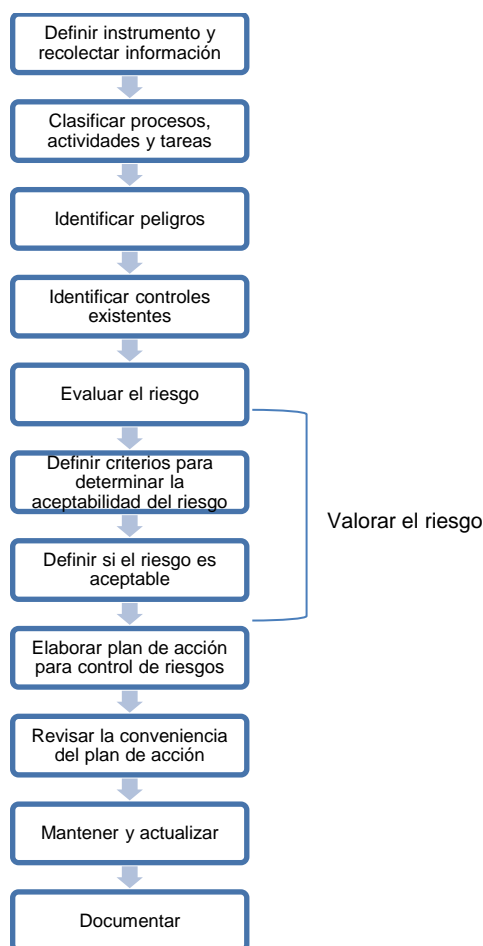 Definir instrumento y
recolectar información
Clasificar procesos,
actividades y tareas
Identificar peligros
Identificar controles
existentes
Evaluar el riesgo
Definir criterios para
determinar la
aceptabilidad del riesgo
Valorar el riesgo
Definir si el riesgo es
aceptable
Elaborar plan de acción
para control de riesgos
Revisar la conveniencia
del plan de acción
Mantener y actualizar
Documentar